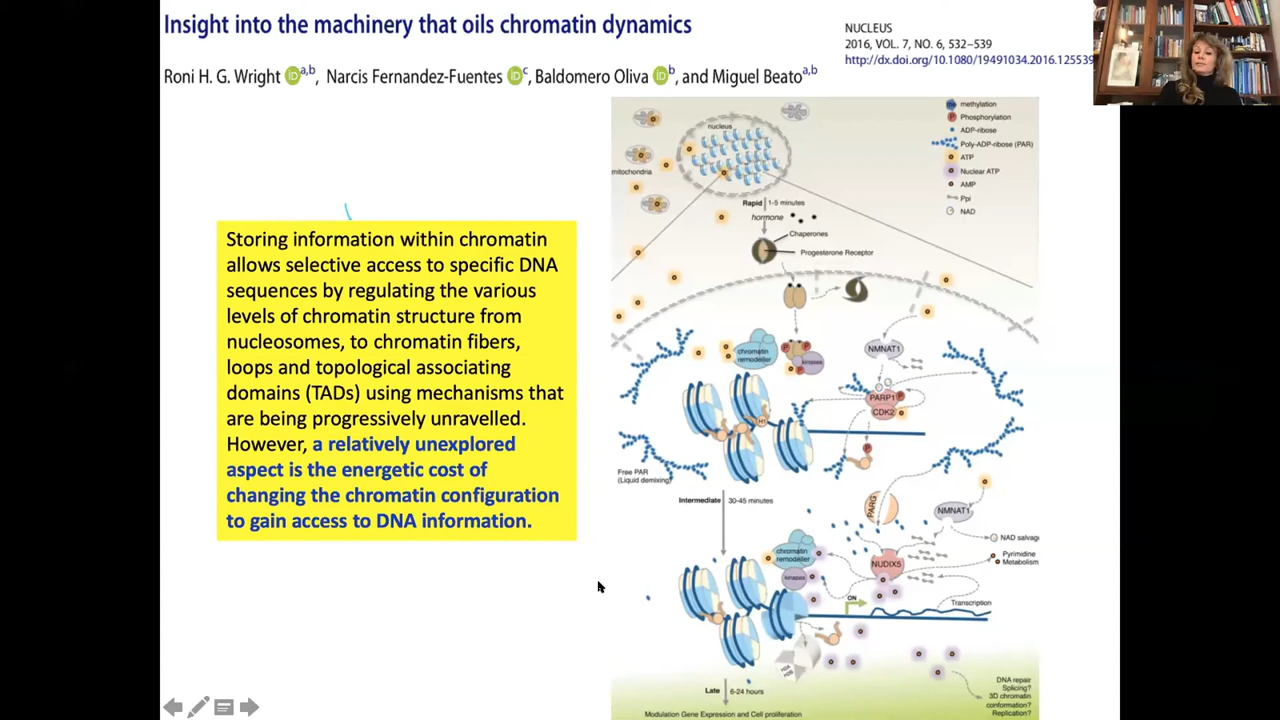 Insight into the machinery that oils chromatin dynamics
Roni H. G. Wright a,b, Narcis Fernandez-Fuentes c, Baldomero Oliva b, and Miguel Beato a,b
NUCLEUS
2016, VOL. 7, NO. 6, 532–539
http://dx.doi.org/10.1080/19491034.2016.125539
Storing information within chromatin
allows selective access to specific DNA
sequences by regulating the various
levels of chromatin structure from
nucleosomes, to chromatin fibers,
loops and topological associating
domains (TADs) using mechanisms that
are being progressively unravelled.
However, a relatively unexplored
aspect is the energetic cost of
changing the chromatin configuration
to gain access to DNA information.
methylation
Phosphorylation
ADP-ribose
Poly-ADP-ribose (PAR)
ATP
Nuclear ATP
AMP
Ppi
NAD
nucleus
mitochondria
Rapid 1-5 minutes
hormone
Chaperones
Progesterone Receptor
chromatin
remodeller
P
P
kinases
P
NMNAT1
PARP1 P
CDK2
H1
P
Free PAR
(Liquid demixing)
Intermediate 30-45 minutes
PARG
NMNAT1
NAD salvag
Pyrimidine
Metabolism
chromatin
remodeller
kinases
NUDIX5
ON
Transcription
H2A
H2B
Late 6-24 hours
Modulation Gene Expression and Cell proliferation
DNA repair
Splicing?
3D chromatin
conformation?
Replication?